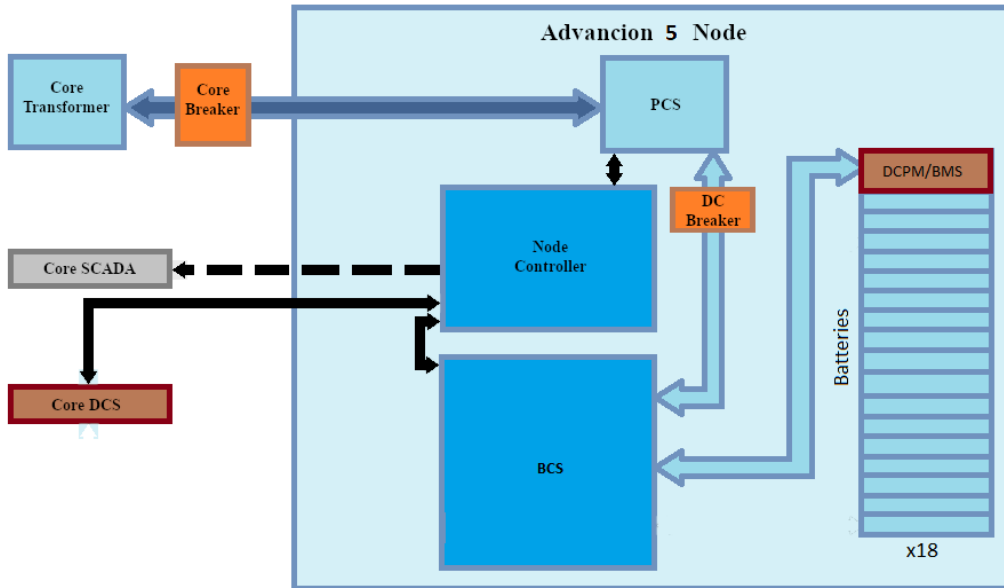 Advancion 5 Node
Core
Transformer
Core
Breaker
PCS
DCPM/BMS
DC
Breaker
Node
Controller
Core SCADA
Batteries
Core DCS
BCS
x18